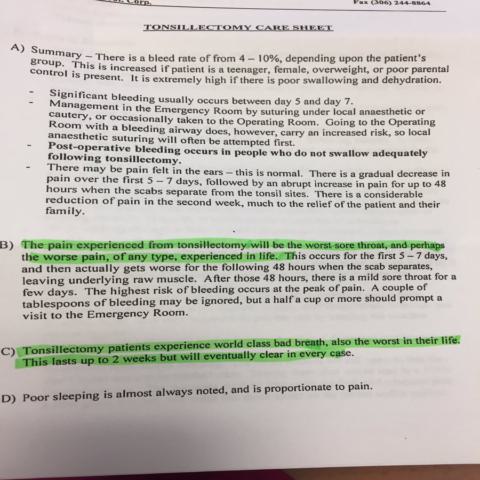 Corp.
Fax (306) 244-8864
TONSILLECTOMY CARE SHEET
A) Summary – There is a bleed rate of from 4 – 10%, depending upon the patient's
group. This is increased if patient is a teenager, female, overweight, or poor parental
control is present. It is extremely high if there is poor swallowing and dehydration.
- Significant bleeding usually occurs between day 5 and day 7.
- Management in the Emergency Room by suturing under local anaesthetic or
cautery, or occasionally taken to the Operating Room. Going to the Operating
Room with a bleeding airway does, however, carry an increased risk, so local
anaesthetic suturing will often be attempted first.
- Post-operative bleeding occurs in people who do not swallow adequately
following tonsillectomy.
- There may be pain felt in the ears – this is normal. There is a gradual decrease in
pain over the first 5 – 7 days, followed by an abrupt increase in pain for up to 48
hours when the scabs separate from the tonsil sites. There is a considerable
reduction of pain in the second week, much to the relief of the patient and their
family.
B) The pain experienced from tonsillectomy will be the worst sore throat, and perhaps
the worse pain, of any type, experienced in life. This occurs for the first 5 – 7 days,
and then actually gets worse for the following 48 hours when the scab separates,
leaving underlying raw muscle. After those 48 hours, there is a mild sore throat for a
few days. The highest risk of bleeding occurs at the peak of pain. A couple of
tablespoons of bleeding may be ignored, but a half a cup or more should prompt a
visit to the Emergency Room.
C) Tonsillectomy patients experience world class bad breath, also the worst in their life.
This lasts up to 2 weeks but will eventually clear in every case.
D) Poor sleeping is almost always noted, and is proportionate to pain.